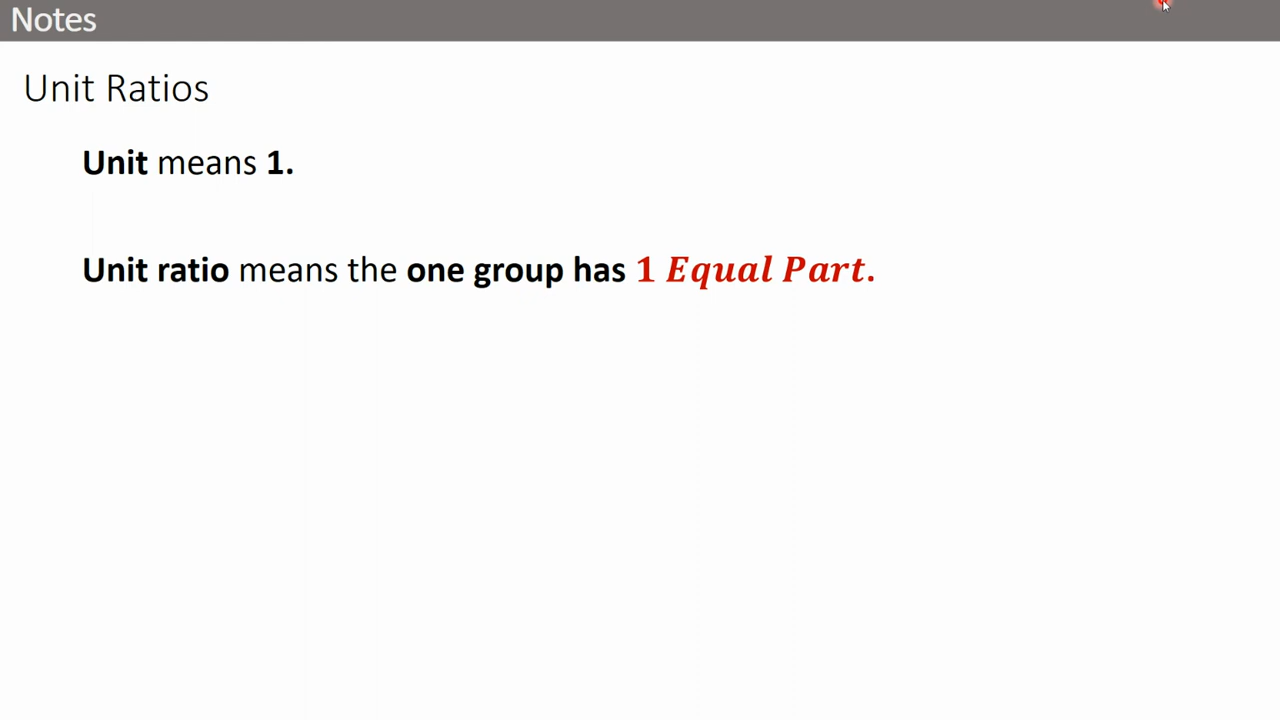 Notes
Unit Ratios
Unit means 1.
Unit ratio means the one group has 1 Equal Part.